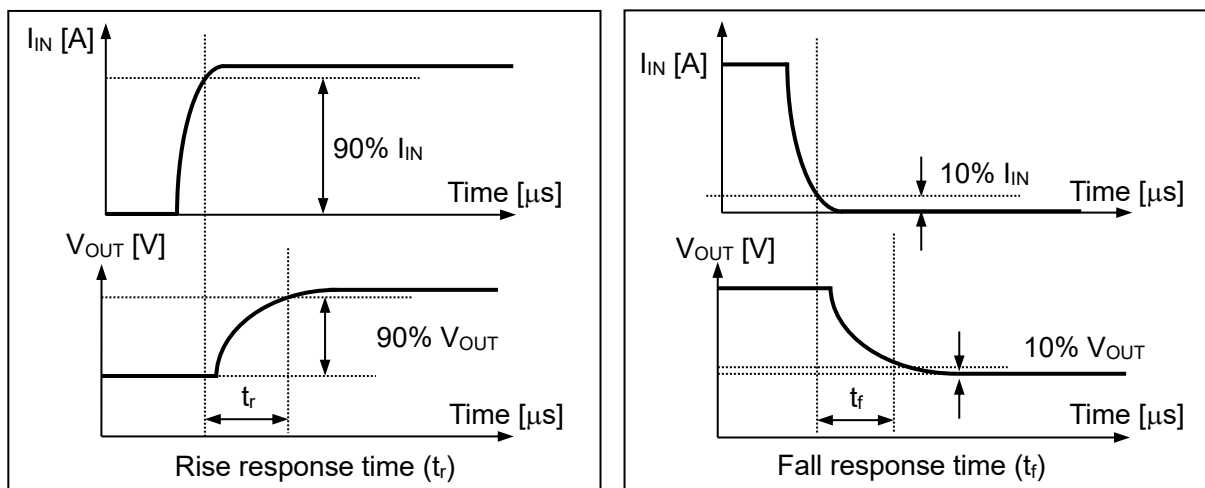 I_IN [A]
90% I_IN
Time [μs]
V_OUT [V]
90% V_OUT
t_r
Time [μs]
Rise response time (t_r)
I_IN [A]
10% I_IN
Time [μs]
V_OUT [V]
10% V_OUT
t_f
Time [μs]
Fall response time (t_f)